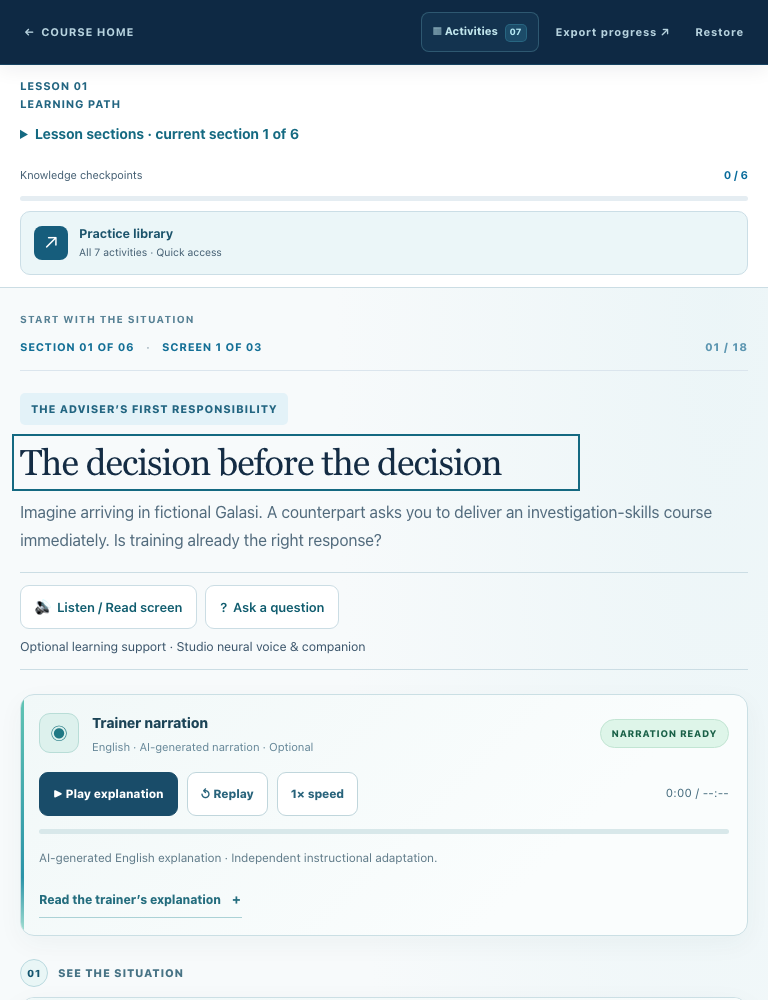 ← COURSE HOME
Activities 07
Export progress ↗
Restore
LESSON 01
LEARNING PATH
▶ Lesson sections · current section 1 of 6
Knowledge checkpoints 0 / 6
↗ Practice library
All 7 activities · Quick access
START WITH THE SITUATION
SECTION 01 OF 06 · SCREEN 1 OF 03 01 / 18
THE ADVISER’S FIRST RESPONSIBILITY
The decision before the decision
Imagine arriving in fictional Galasi. A counterpart asks you to deliver an investigation-skills course
immediately. Is training already the right response?
Listen / Read screen ? Ask a question
Optional learning support · Studio neural voice & companion
Trainer narration
English · AI-generated narration · Optional
NARRATION READY
▶ Play explanation ↺ Replay 1× speed 0:00 / --:--
AI-generated English explanation · Independent instructional adaptation.
Read the trainer’s explanation +
01 SEE THE SITUATION